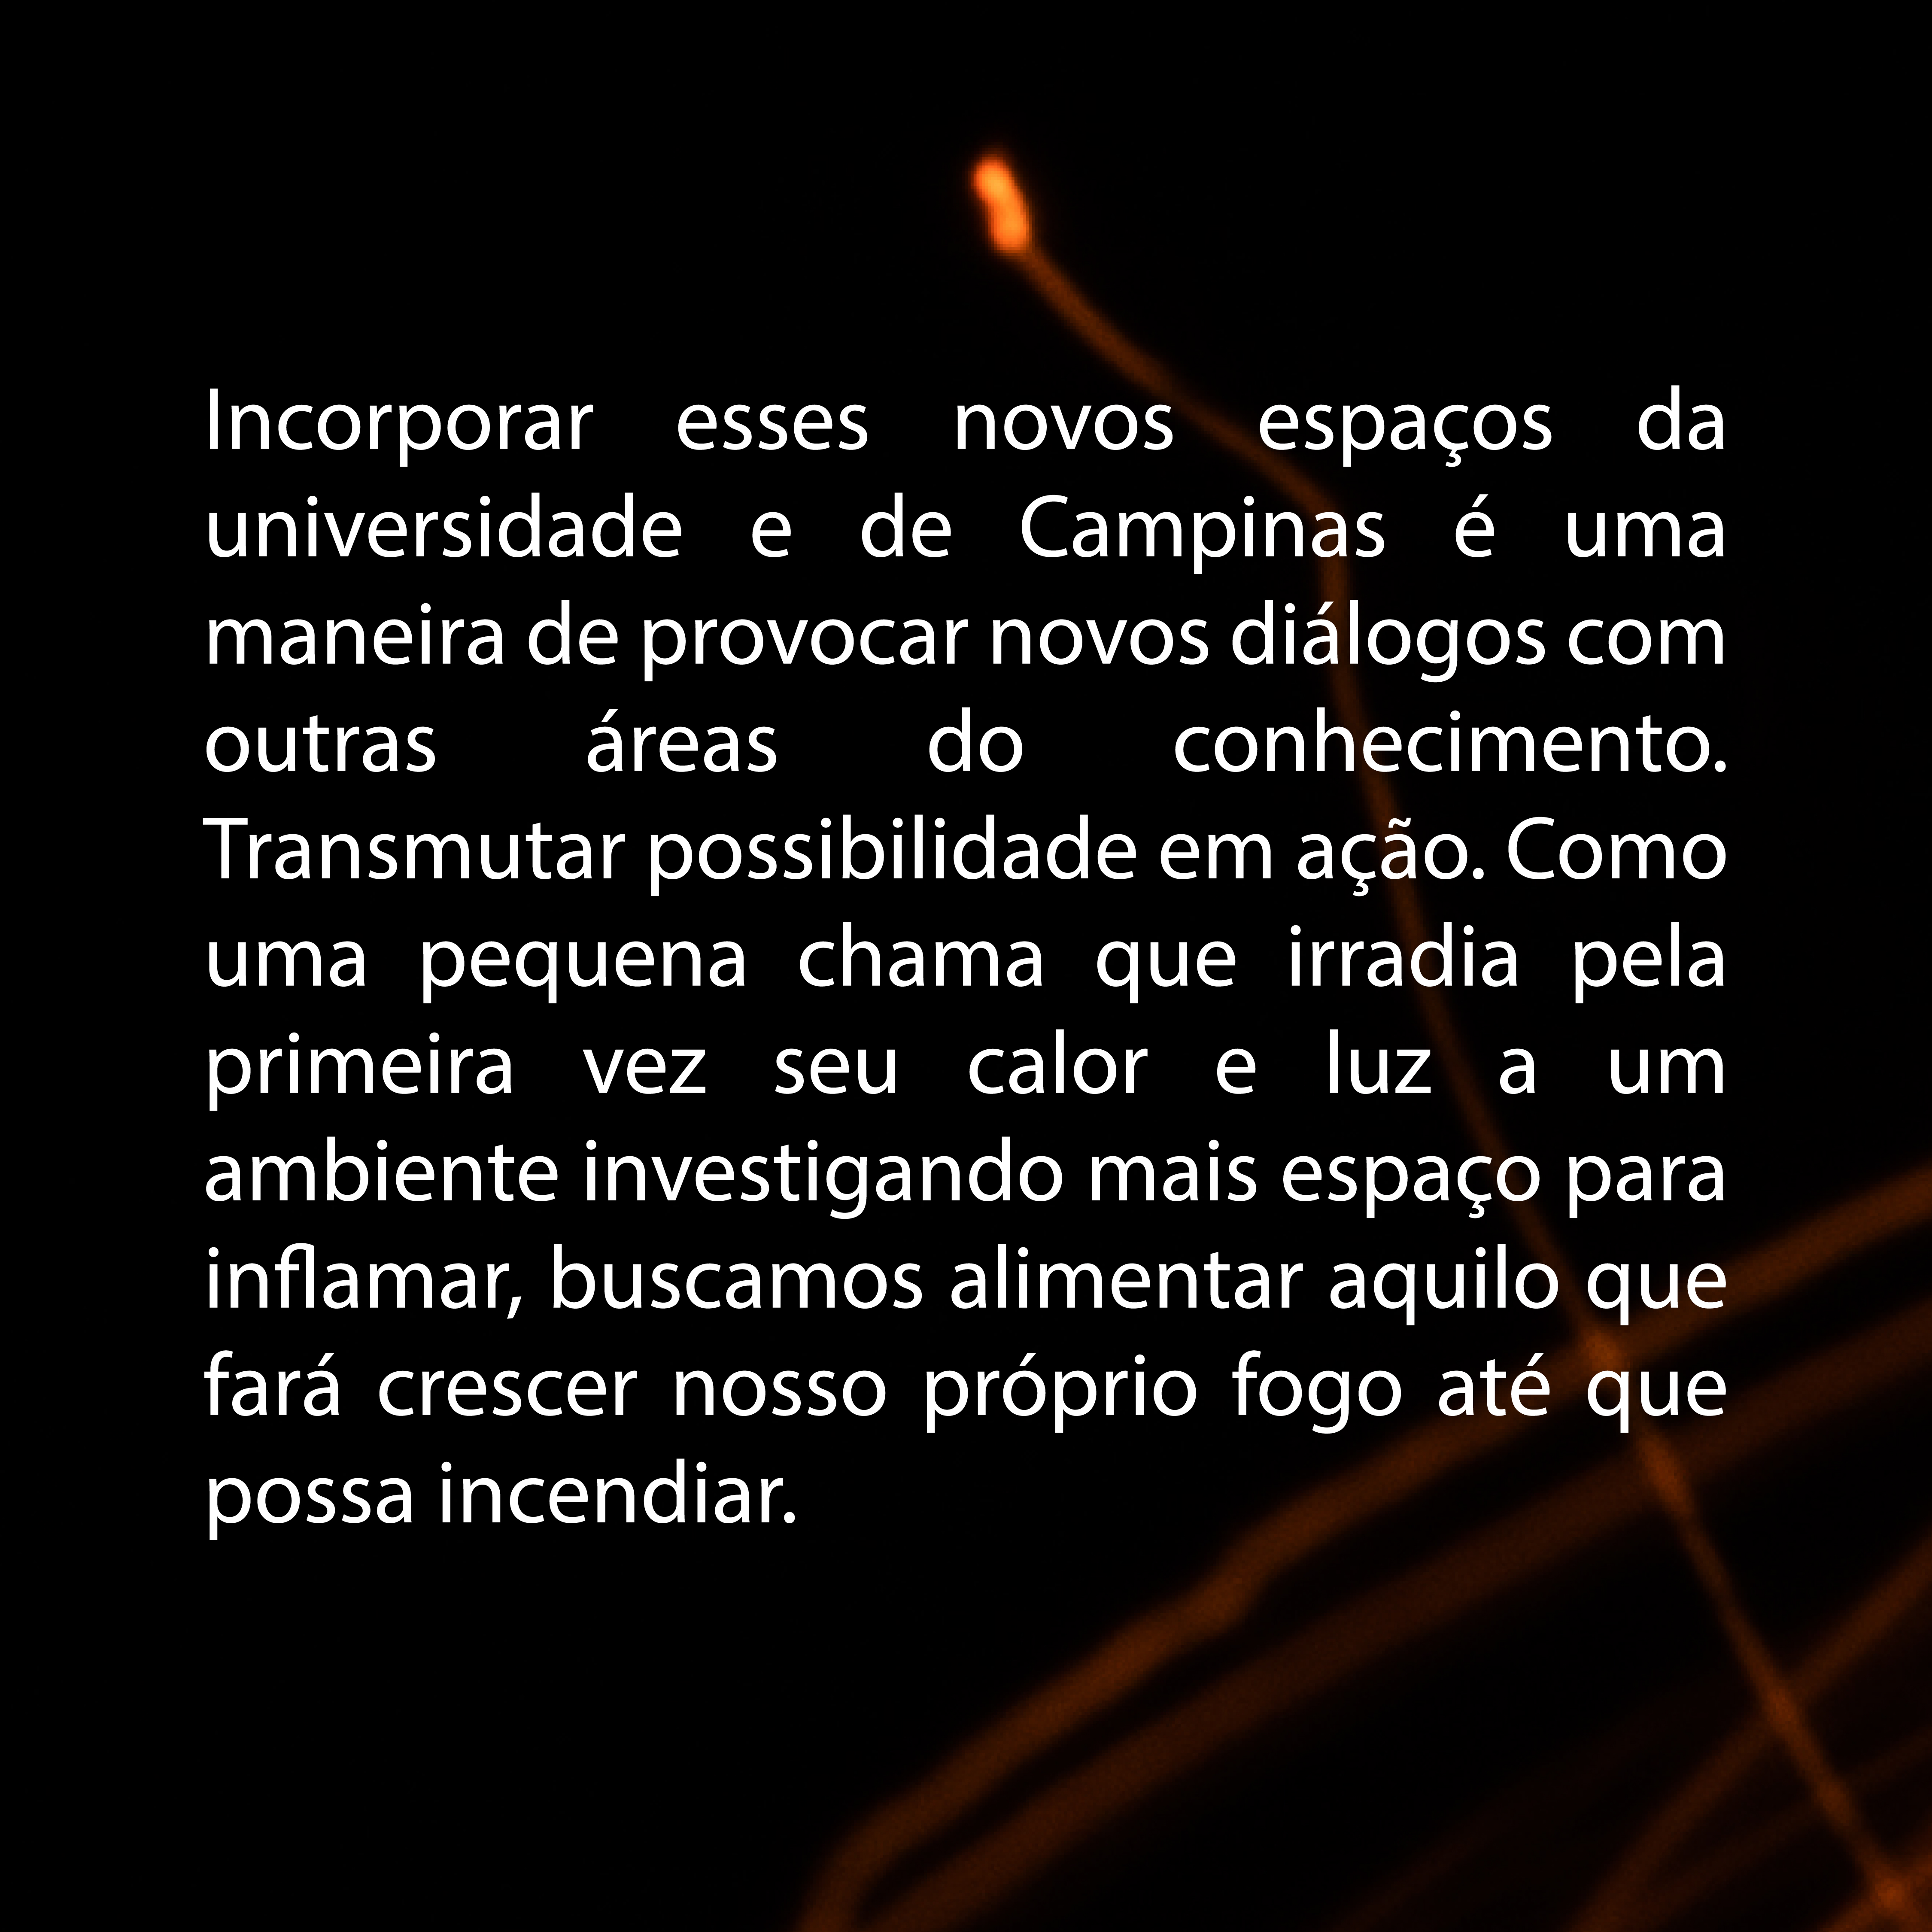 Incorporar esses novos espaços da
universidade e de Campinas é uma
maneira de provocar novos diálogos com
outras áreas do conhecimento.
Transmutar possibilidade em ação. Como
uma pequena chama que irradia pela
primeira vez seu calor e luz a um
ambiente investigando mais espaço para
inflamar, buscamos alimentar aquilo que
fará crescer nosso próprio fogo até que
possa incendiar.